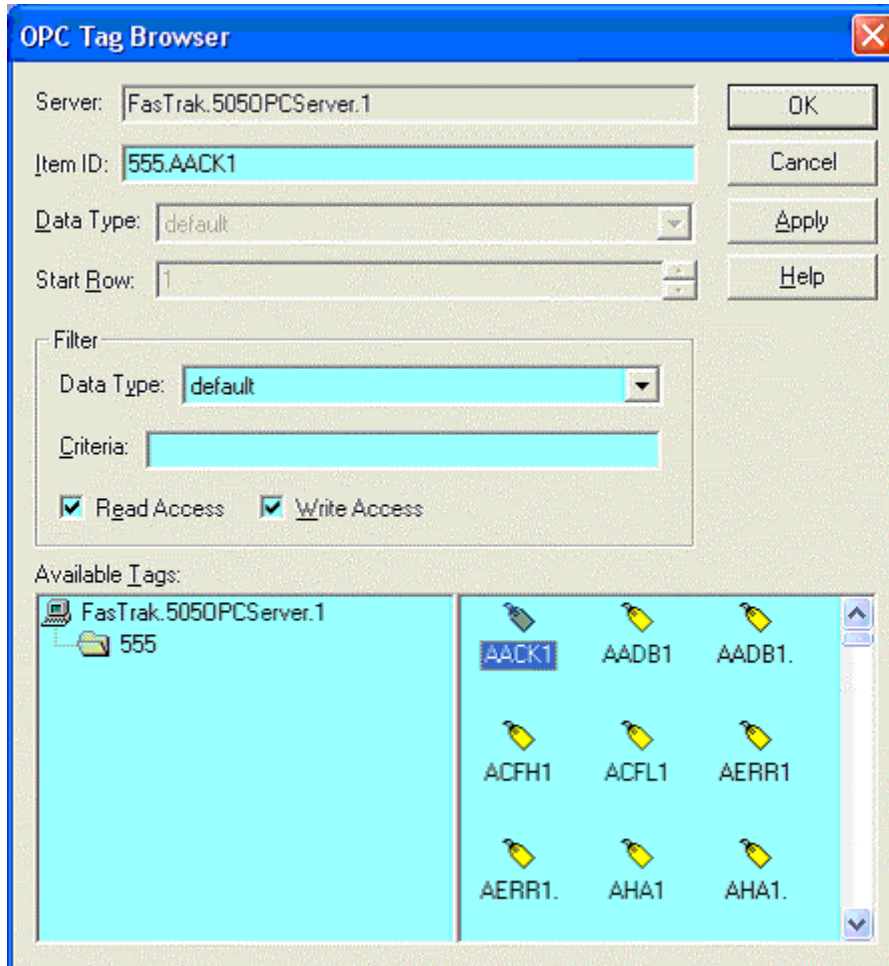 OPC Tag Browser
Server: FasTrak.505OPCServer.1
OK
Item ID: 555.AACK1
Cancel
Data Type: default
Apply
Start Row: 1
Help
Filter
Data Type: default
Criteria:
Read Access Write Access
Available Tags:
FasTrak.505OPCServer.1
555
AACK1 AADB1 AADB1.
ACFH1 ACFL1 AERR1
AERR1. AHA1 AHA1.